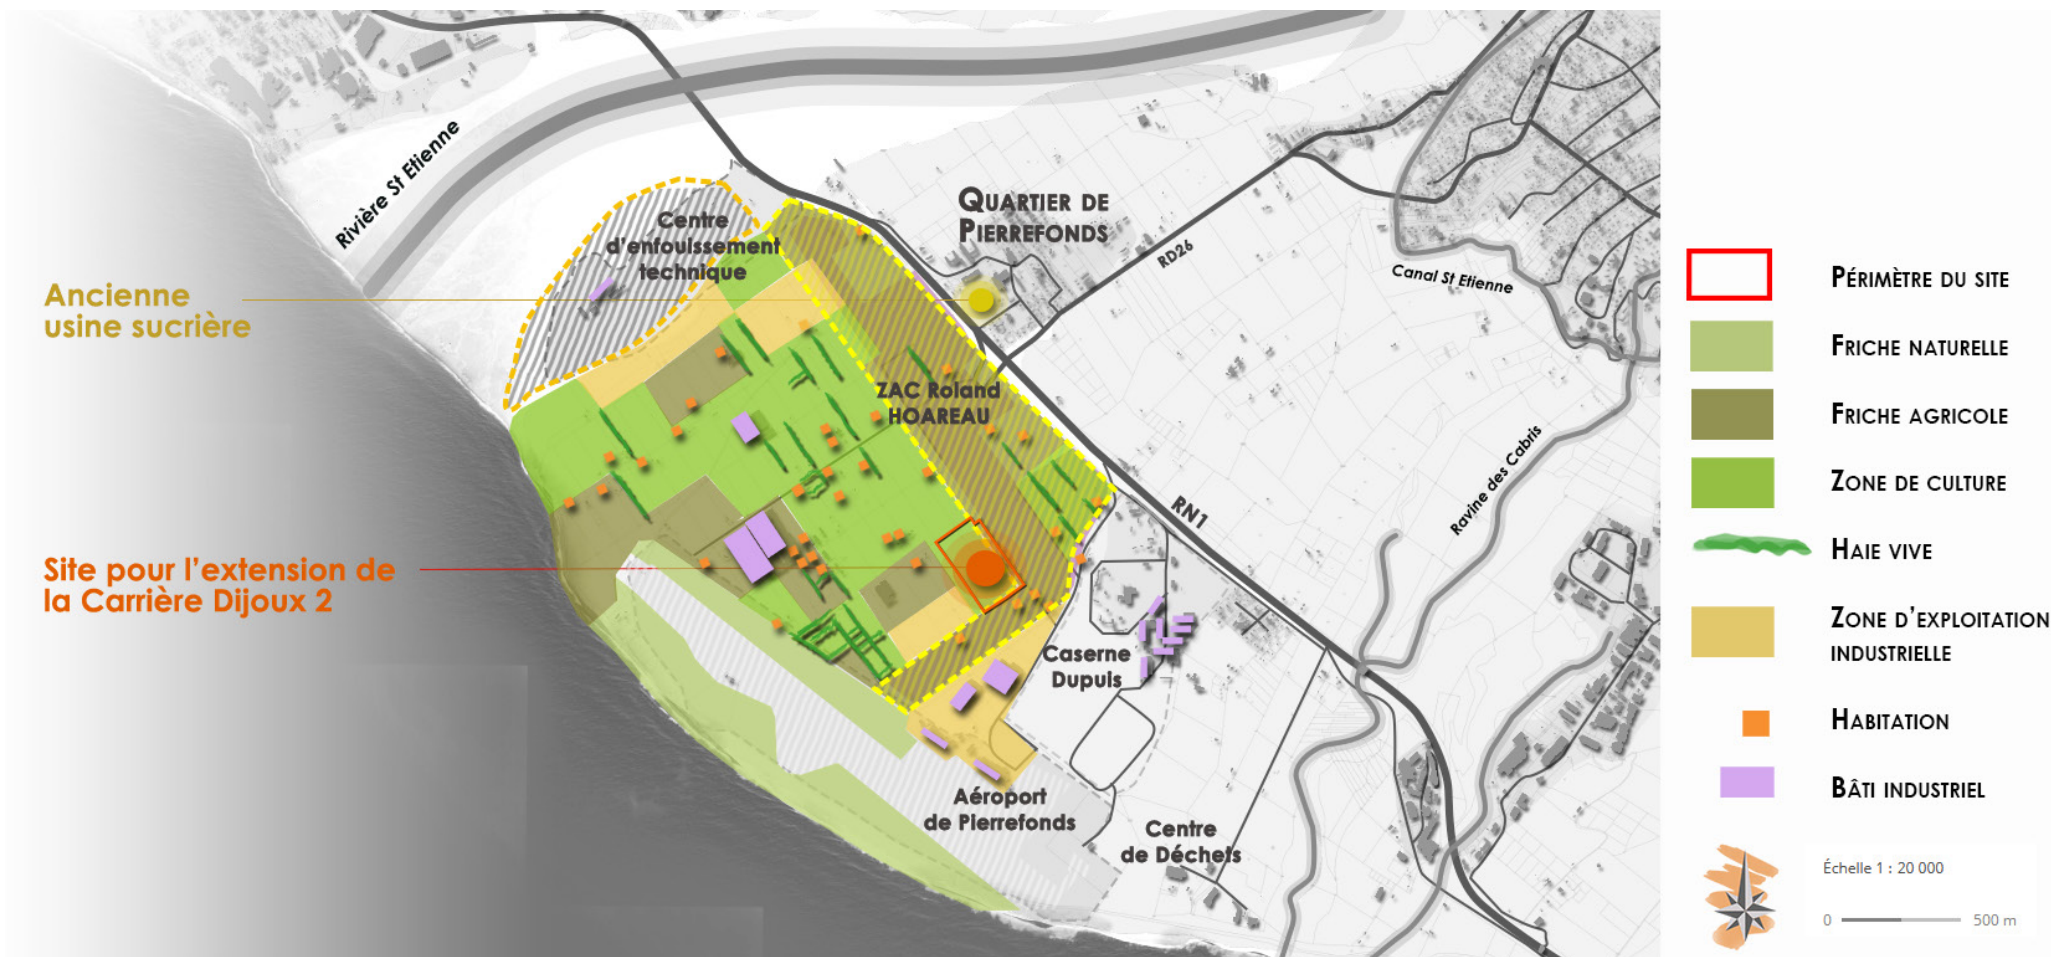 Rivière St Etienne
Centre
d'enfouissement
technique
QUARTIER DE
PIERREFONDS
RD26
Canal St Etienne
Ancienne
usine sucrière
ZAC Roland
HOAREAU
RN1
Ravine des Cabris
Site pour l'extension de
la Carrière Dijoux 2
Caserne
Dupuis
Aéroport
de Pierrefonds
Centre
de Déchets
PÉRIMÈTRE DU SITE
FRICHE NATURELLE
FRICHE AGRICOLE
ZONE DE CULTURE
HAIE VIVE
ZONE D'EXPLOITATION
INDUSTRIELLE
HABITATION
BÂTI INDUSTRIEL
Échelle 1 : 20 000
0 500 m